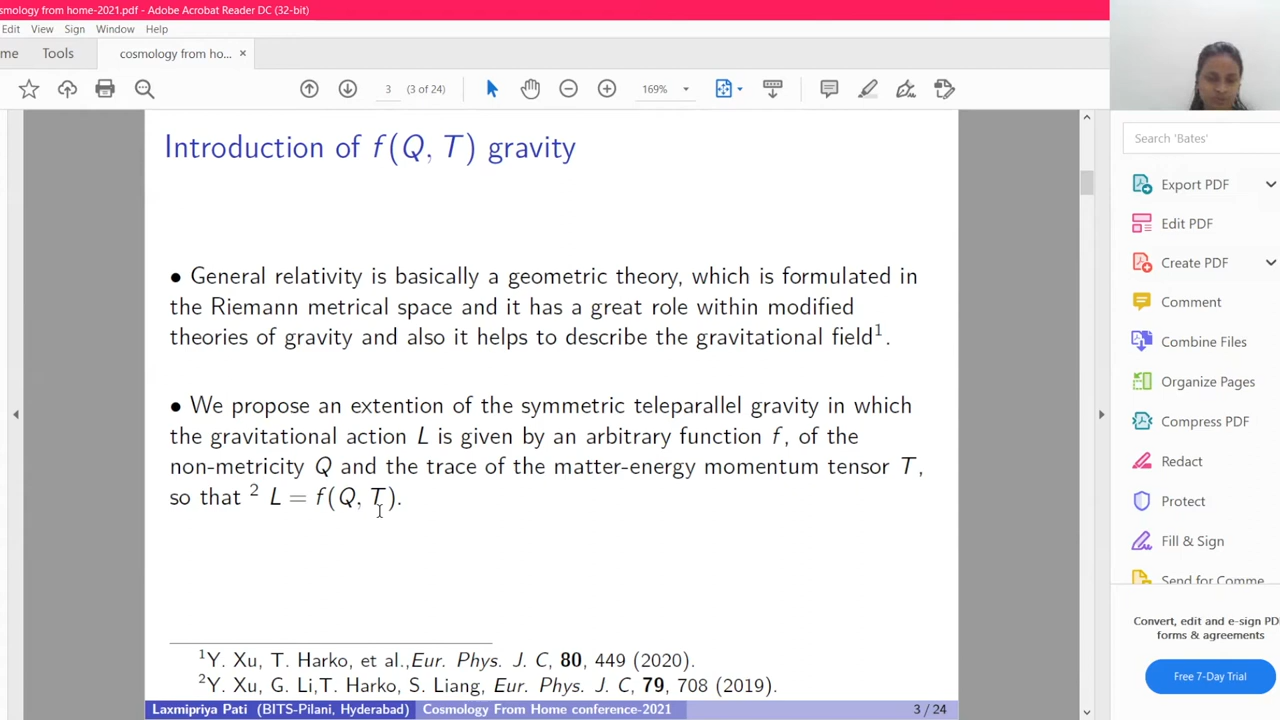 osmology From home-2021.pdf - Adobe Acrobat Reader DC (32-bit)
Edit View Sign Window Help
me Tools cosmology from ho... ×
3 (3 of 24) 169%
Introduction of f(Q, T) gravity
• General relativity is basically a geometric theory, which is formulated in
the Riemann metrical space and it has a great role within modified
theories of gravity and also it helps to describe the gravitational field¹.
• We propose an extention of the symmetric teleparallel gravity in which
the gravitational action L is given by an arbitrary function f, of the
non-metricity Q and the trace of the matter-energy momentum tensor T,
so that ² L = f(Q, T).
¹Y. Xu, T. Harko, et al.,Eur. Phys. J. C, 80, 449 (2020).
²Y. Xu, G. Li,T. Harko, S. Liang, Eur. Phys. J. C, 79, 708 (2019).
Laxmipriya Pati (BITS-Pilani, Hyderabad) Cosmology From Home conference-2021 3 / 24
Search 'Bates'
Export PDF
Edit PDF
Create PDF
Comment
Combine Files
Organize Pages
Compress PDF
Redact
Protect
Fill & Sign
Send for Comme
Convert, edit and e-sign PD
forms & agreements
Free 7-Day Trial